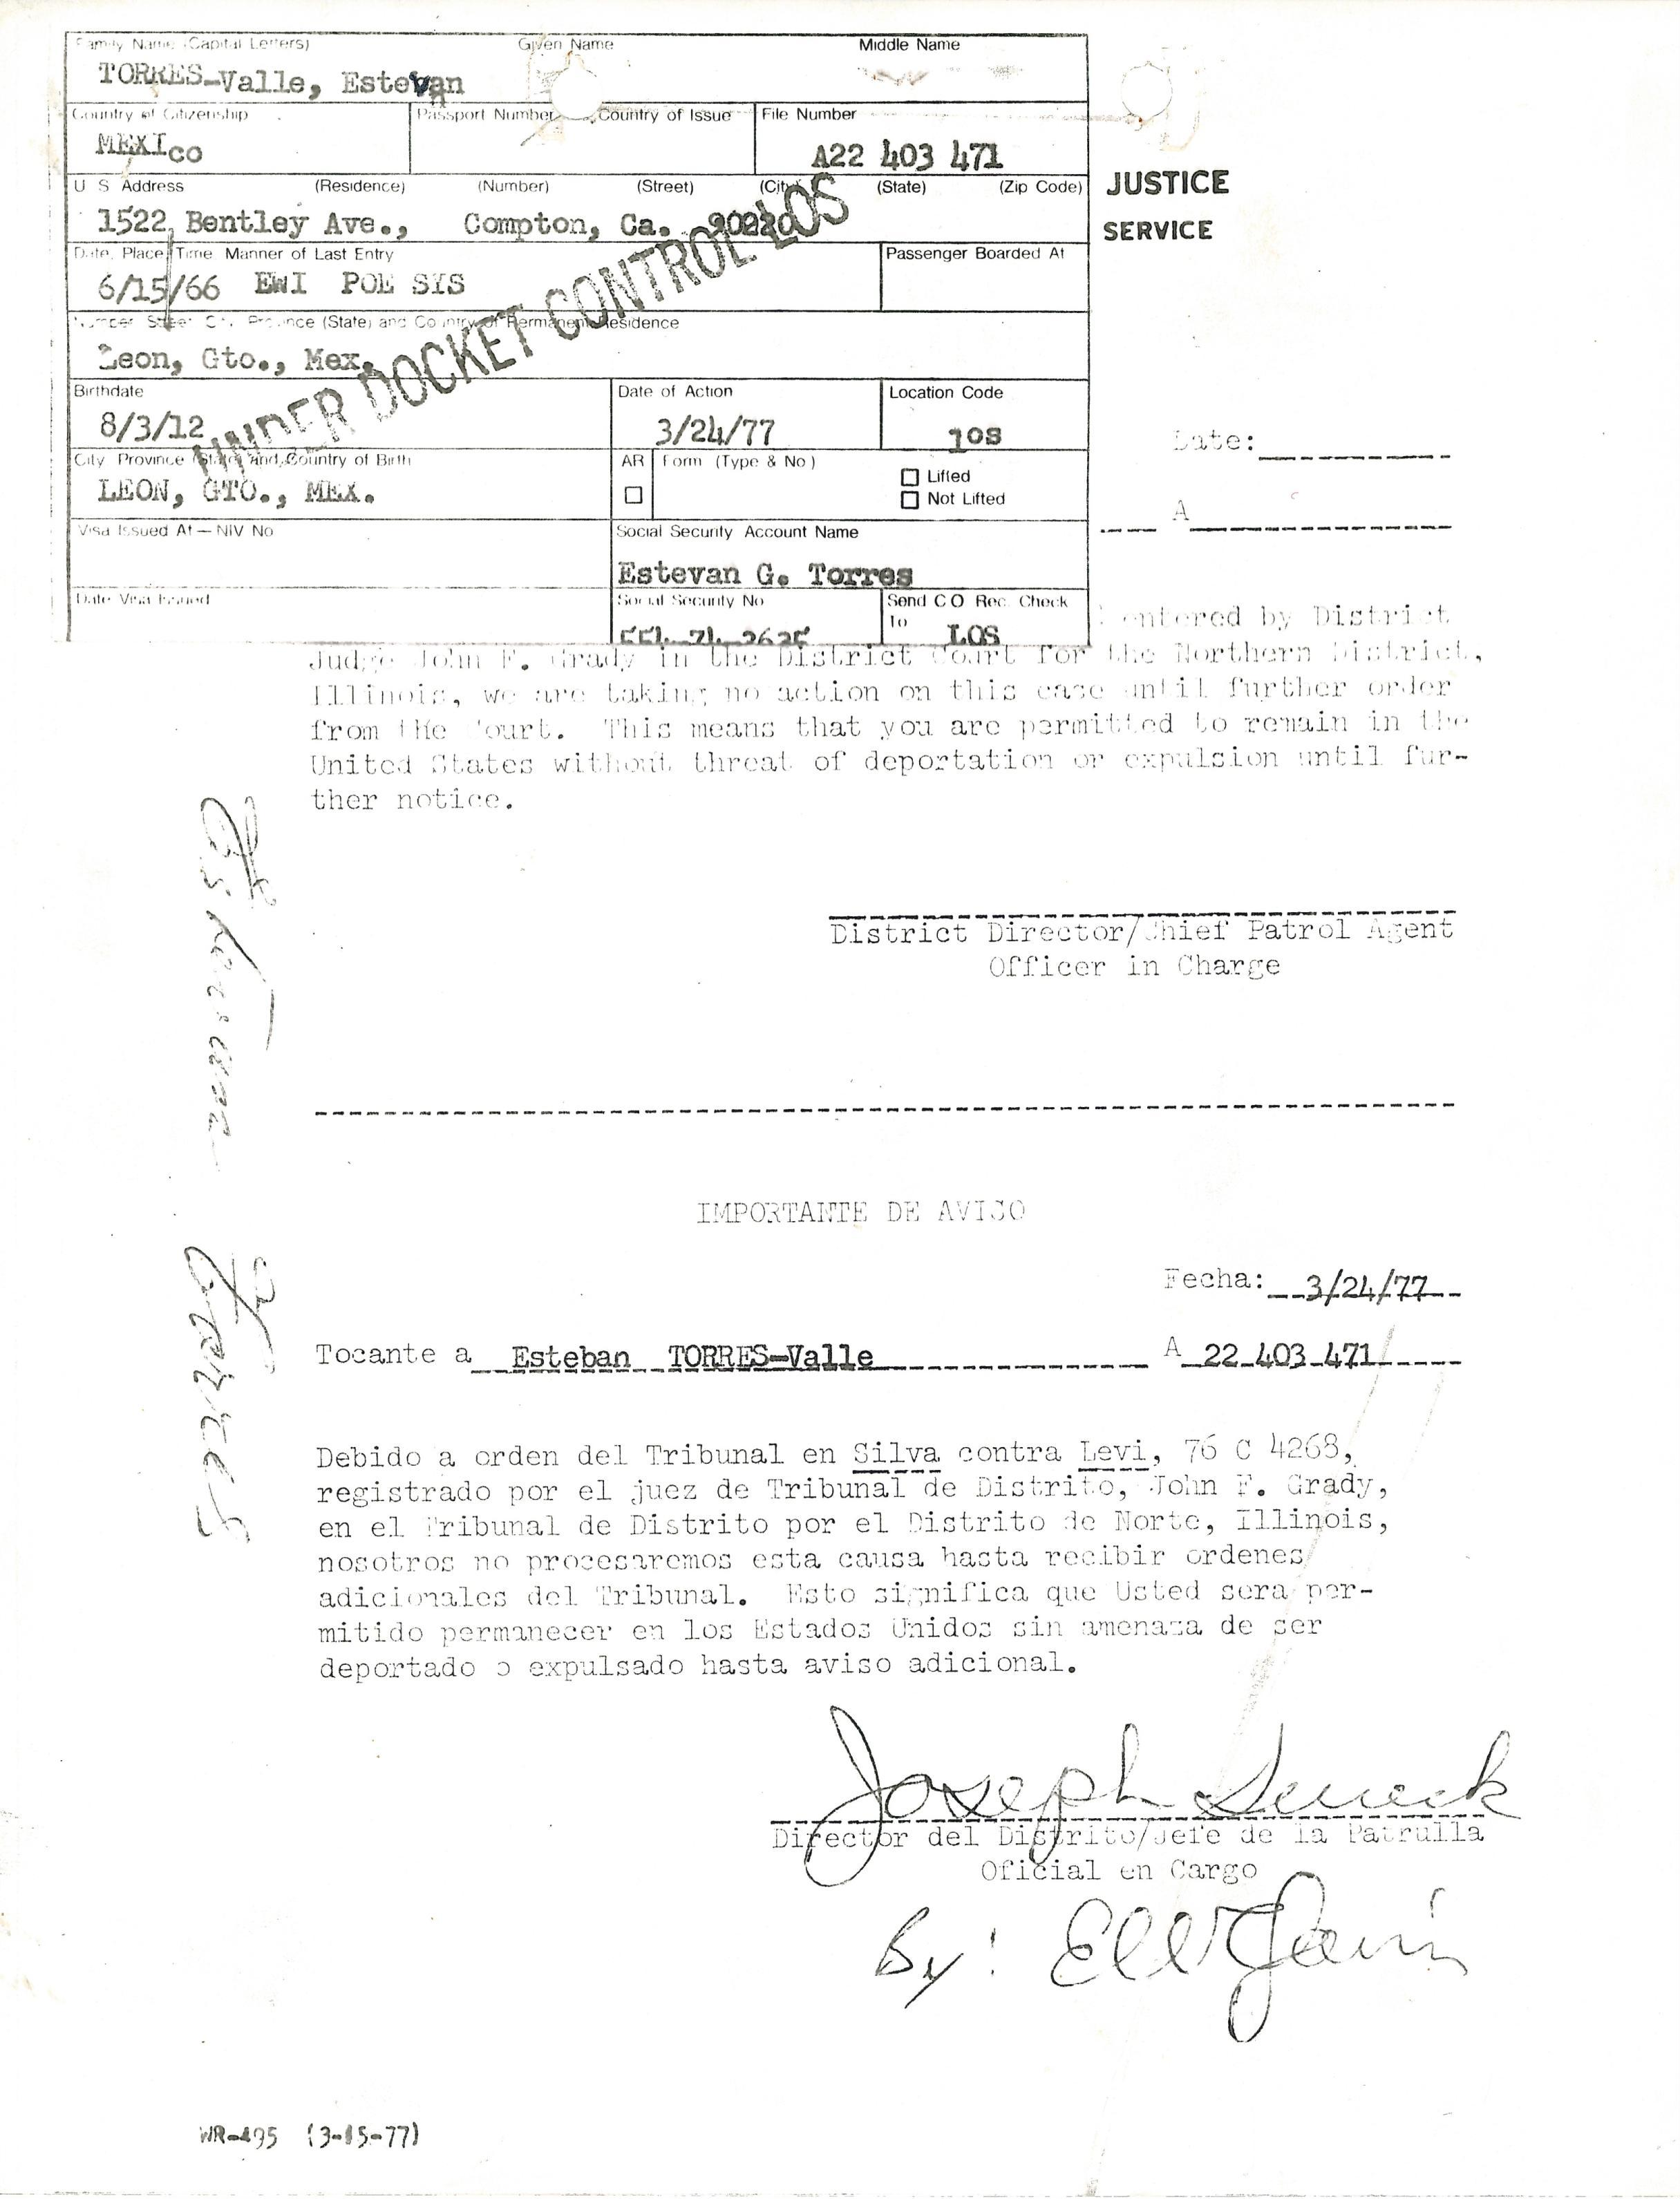 Family Name (Capital Letters) Given Name Middle Name
TORRES-Valle, Estevan
Country of Citizenship Passport Number Country of Issue File Number
MEXICO A22 403 471
U S Address (Residence) (Number) (Street) (City) (State) (Zip Code)
JUSTICE
1522 Bentley Ave., Compton, Ca.
SERVICE
Date, Place, Time Manner of Last Entry Passenger Boarded At
6/15/66 EWI POE SYS
Number Street City Province (State) and Country of Permanent Residence
Leon, Gto., Mex.
UNDER DOCKET CONTROL LOS
Birthdate Date of Action Location Code
8/3/12 3/24/77 los
Date:
City Province (State) and Country of Birth AR Form (Type & No)
Lifted
LEON, GTO., MEX.
Not Lifted
A
Visa Issued At — NIV No Social Security Account Name
Estevan G. Torres
Date Visa Issued Social Security No Send C O Rec. Check
To LOS
entered by District
Judge John F. Grady in the District Court for the Northern District,
Illinois, we are taking no action on this case until further order
from the Court. This means that you are permitted to remain in the
United States without threat of deportation or expulsion until fur-
ther notice.
District Director/Chief Patrol Agent
Officer in Charge
IMPORTANTE DE AVISO
Fecha: 3/24/77
Tocante a Esteban TORRES-Valle A 22 403 471
Debido a orden del Tribunal en Silva contra Levi, 76 C 4268,
registrado por el juez de Tribunal de Distrito, John F. Grady,
en el Tribunal de Distrito por el Distrito de Norte, Illinois,
nosotros no procesaremos esta causa hasta recibir ordenes
adicionales del Tribunal. Esto significa que Usted sera per-
mitido permanecer en los Estados Unidos sin amenaza de ser
deportado o expulsado hasta aviso adicional.
Joseph
Director del Distrito/Jefe de la Patrulla
Oficial en Cargo
By:
WR-495 (3-15-77)